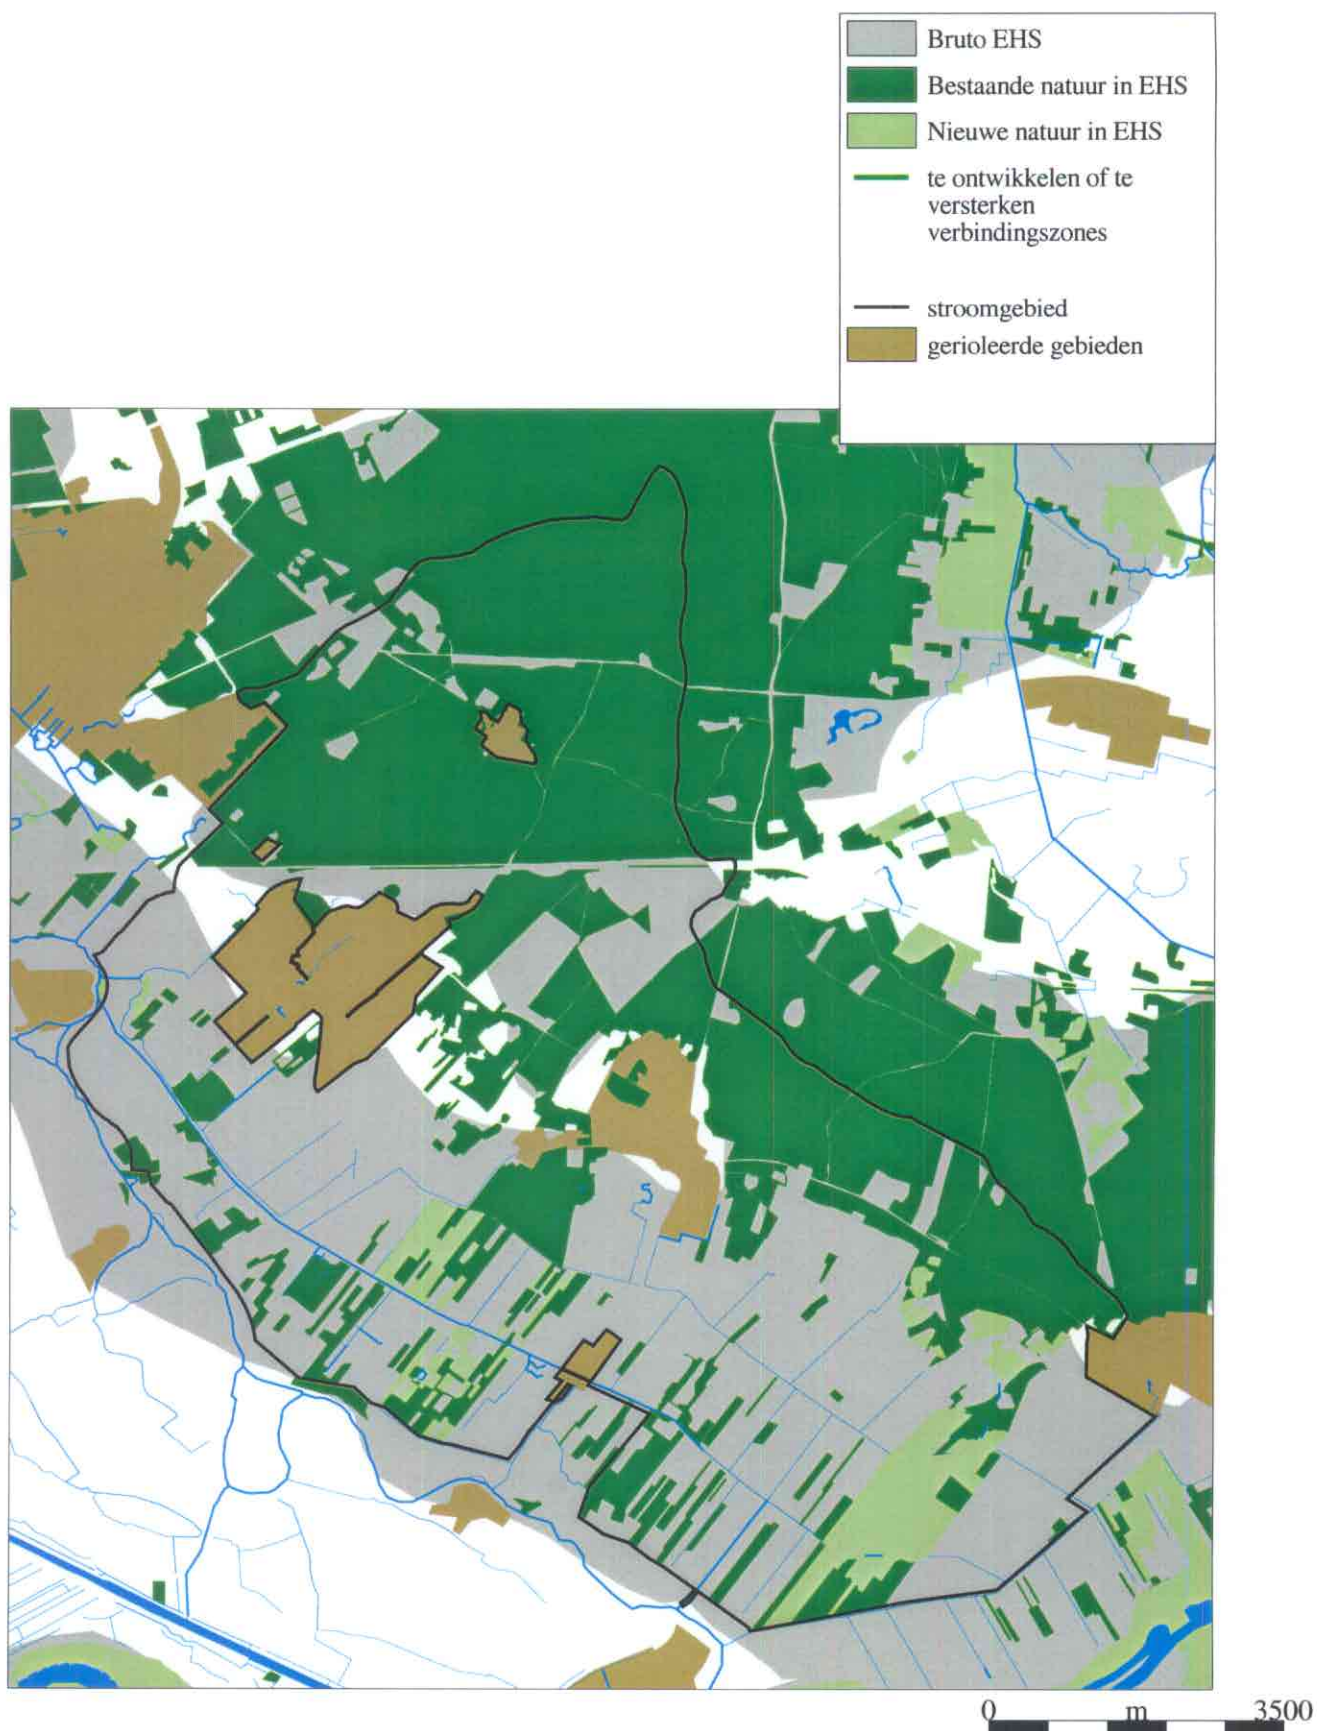 Bruto EHS
Bestaande natuur in EHS
Nieuwe natuur in EHS
te ontwikkelen of te
versterken
verbindingszones
stroomgebied
gerioleerde gebieden
0 m 3500